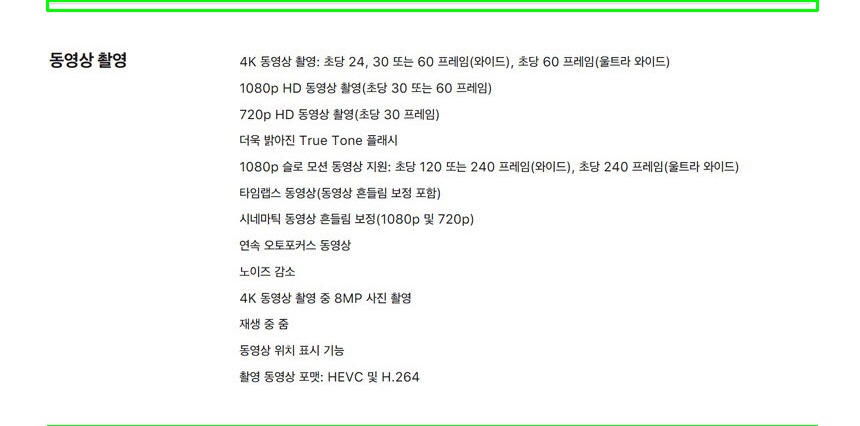 동영상 촬영
4K 동영상 촬영: 초당 24, 30 또는 60 프레임(와이드), 초당 60 프레임(울트라 와이드)
1080p HD 동영상 촬영(초당 30 또는 60 프레임)
720p HD 동영상 촬영(초당 30 프레임)
더욱 밝아진 True Tone 플래시
1080p 슬로 모션 동영상 지원: 초당 120 또는 240 프레임(와이드), 초당 240 프레임(울트라 와이드)
타임랩스 동영상(동영상 흔들림 보정 포함)
시네마틱 동영상 흔들림 보정(1080p 및 720p)
연속 오토포커스 동영상
노이즈 감소
4K 동영상 촬영 중 8MP 사진 촬영
재생 중 줌
동영상 위치 표시 기능
촬영 동영상 포맷: HEVC 및 H.264